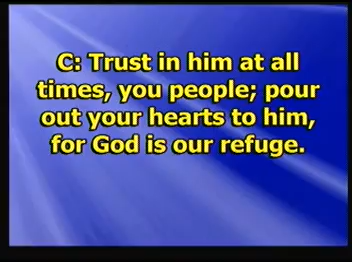 C: Trust in him at all
times, you people; pour
out your hearts to him,
for God is our refuge.